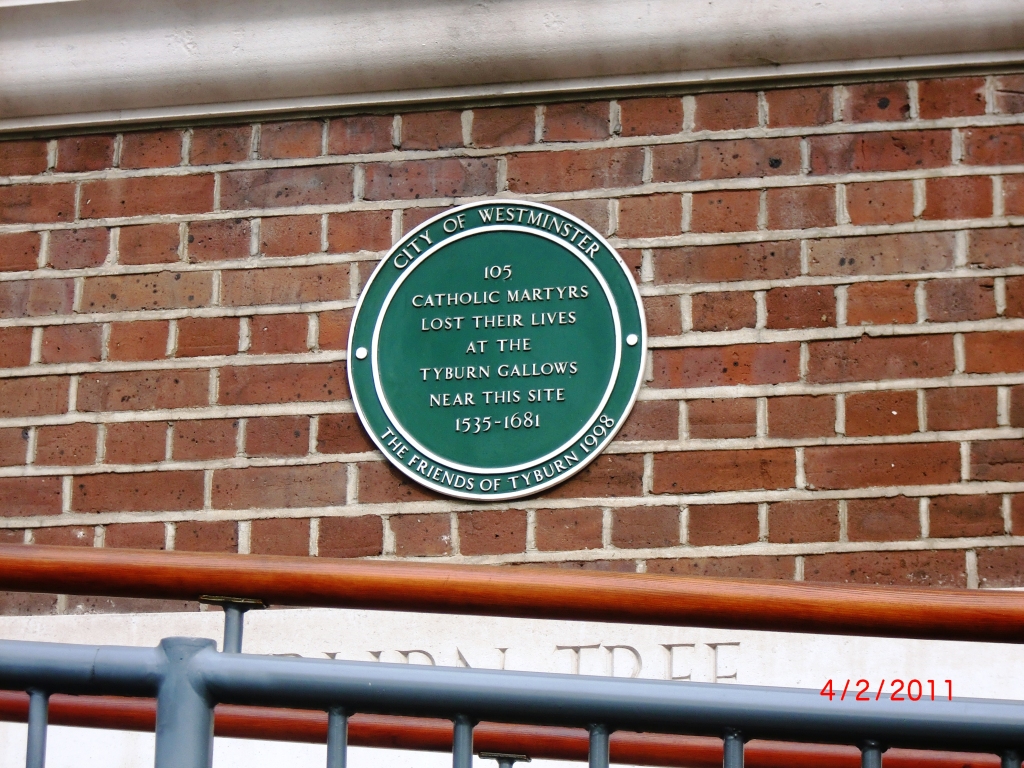 CITY OF WESTMINSTER
105
CATHOLIC MARTYRS
LOST THEIR LIVES
AT THE
TYBURN GALLOWS
NEAR THIS SITE
1535-1681
THE FRIENDS OF TYBURN 1998
TREE
4/2/2011